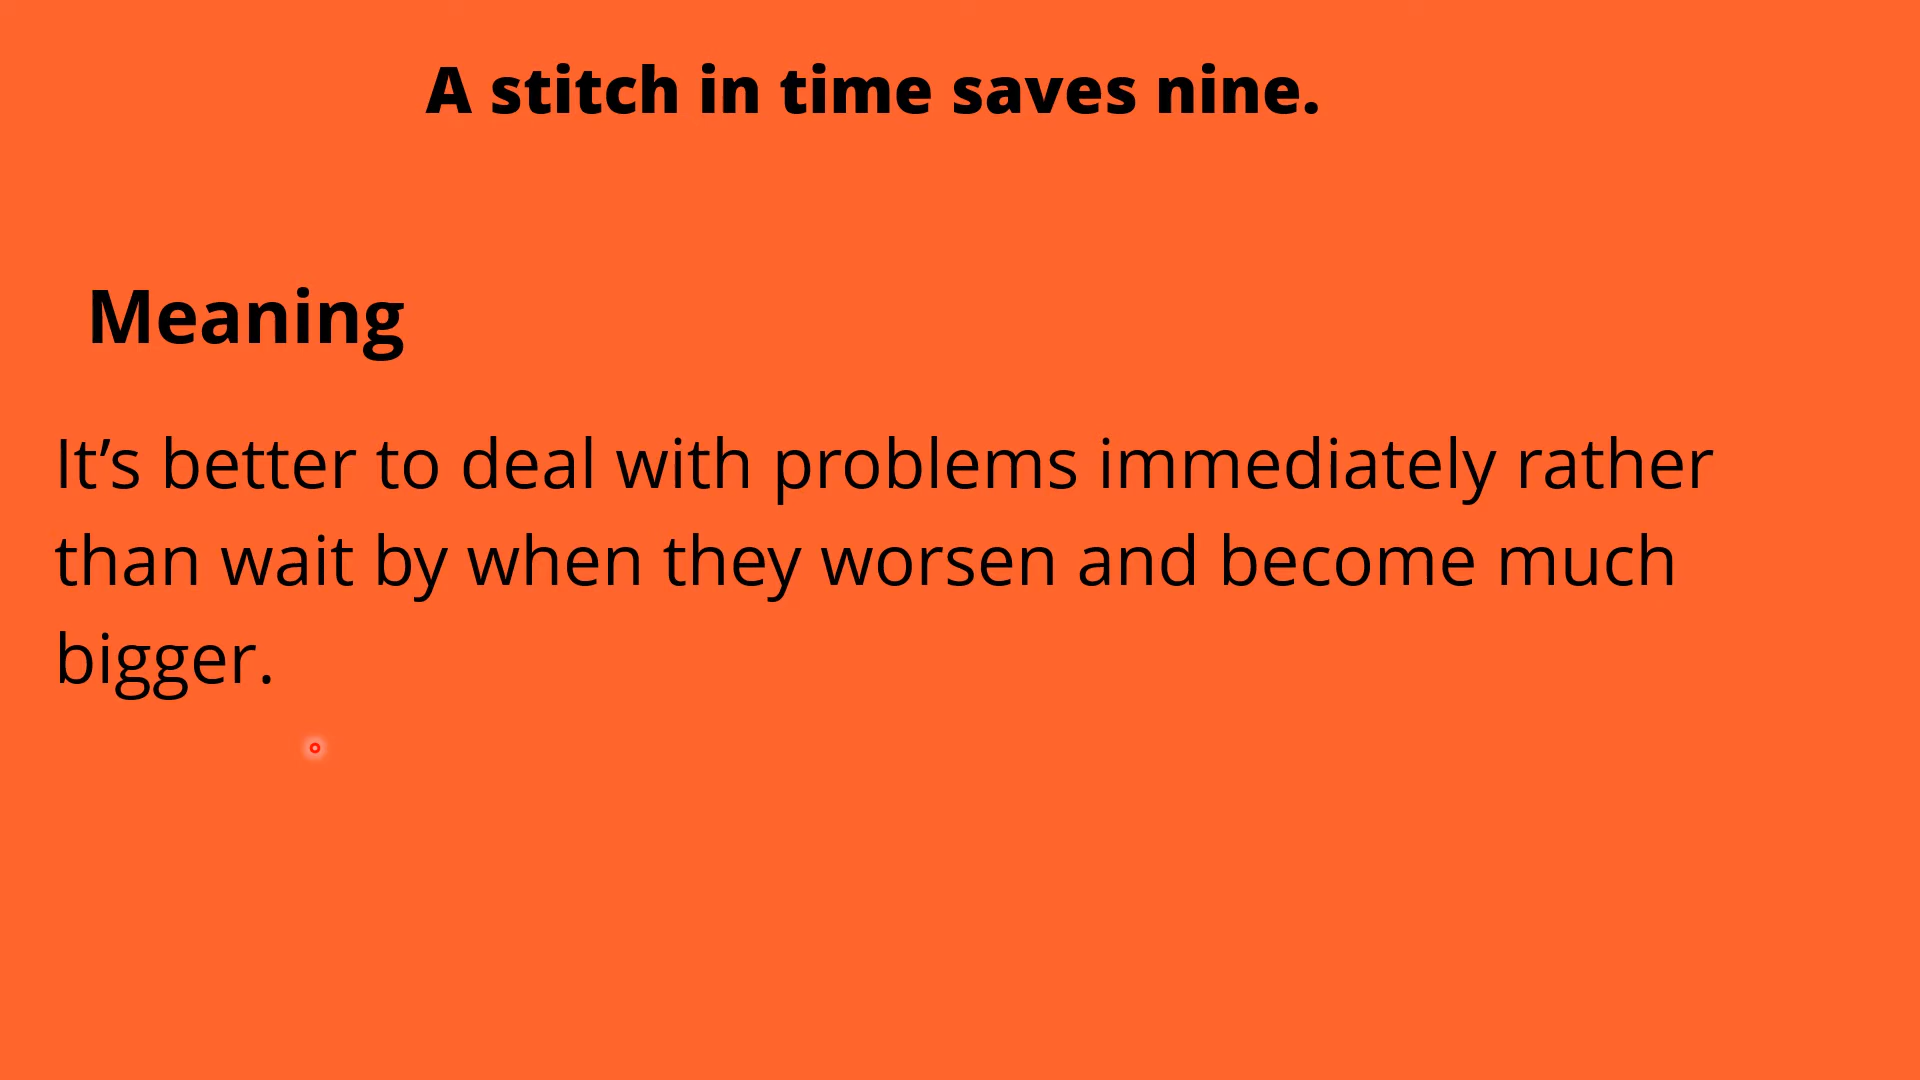 A stitch in time saves nine.
Meaning
It’s better to deal with problems immediately rather
than wait by when they worsen and become much
bigger.